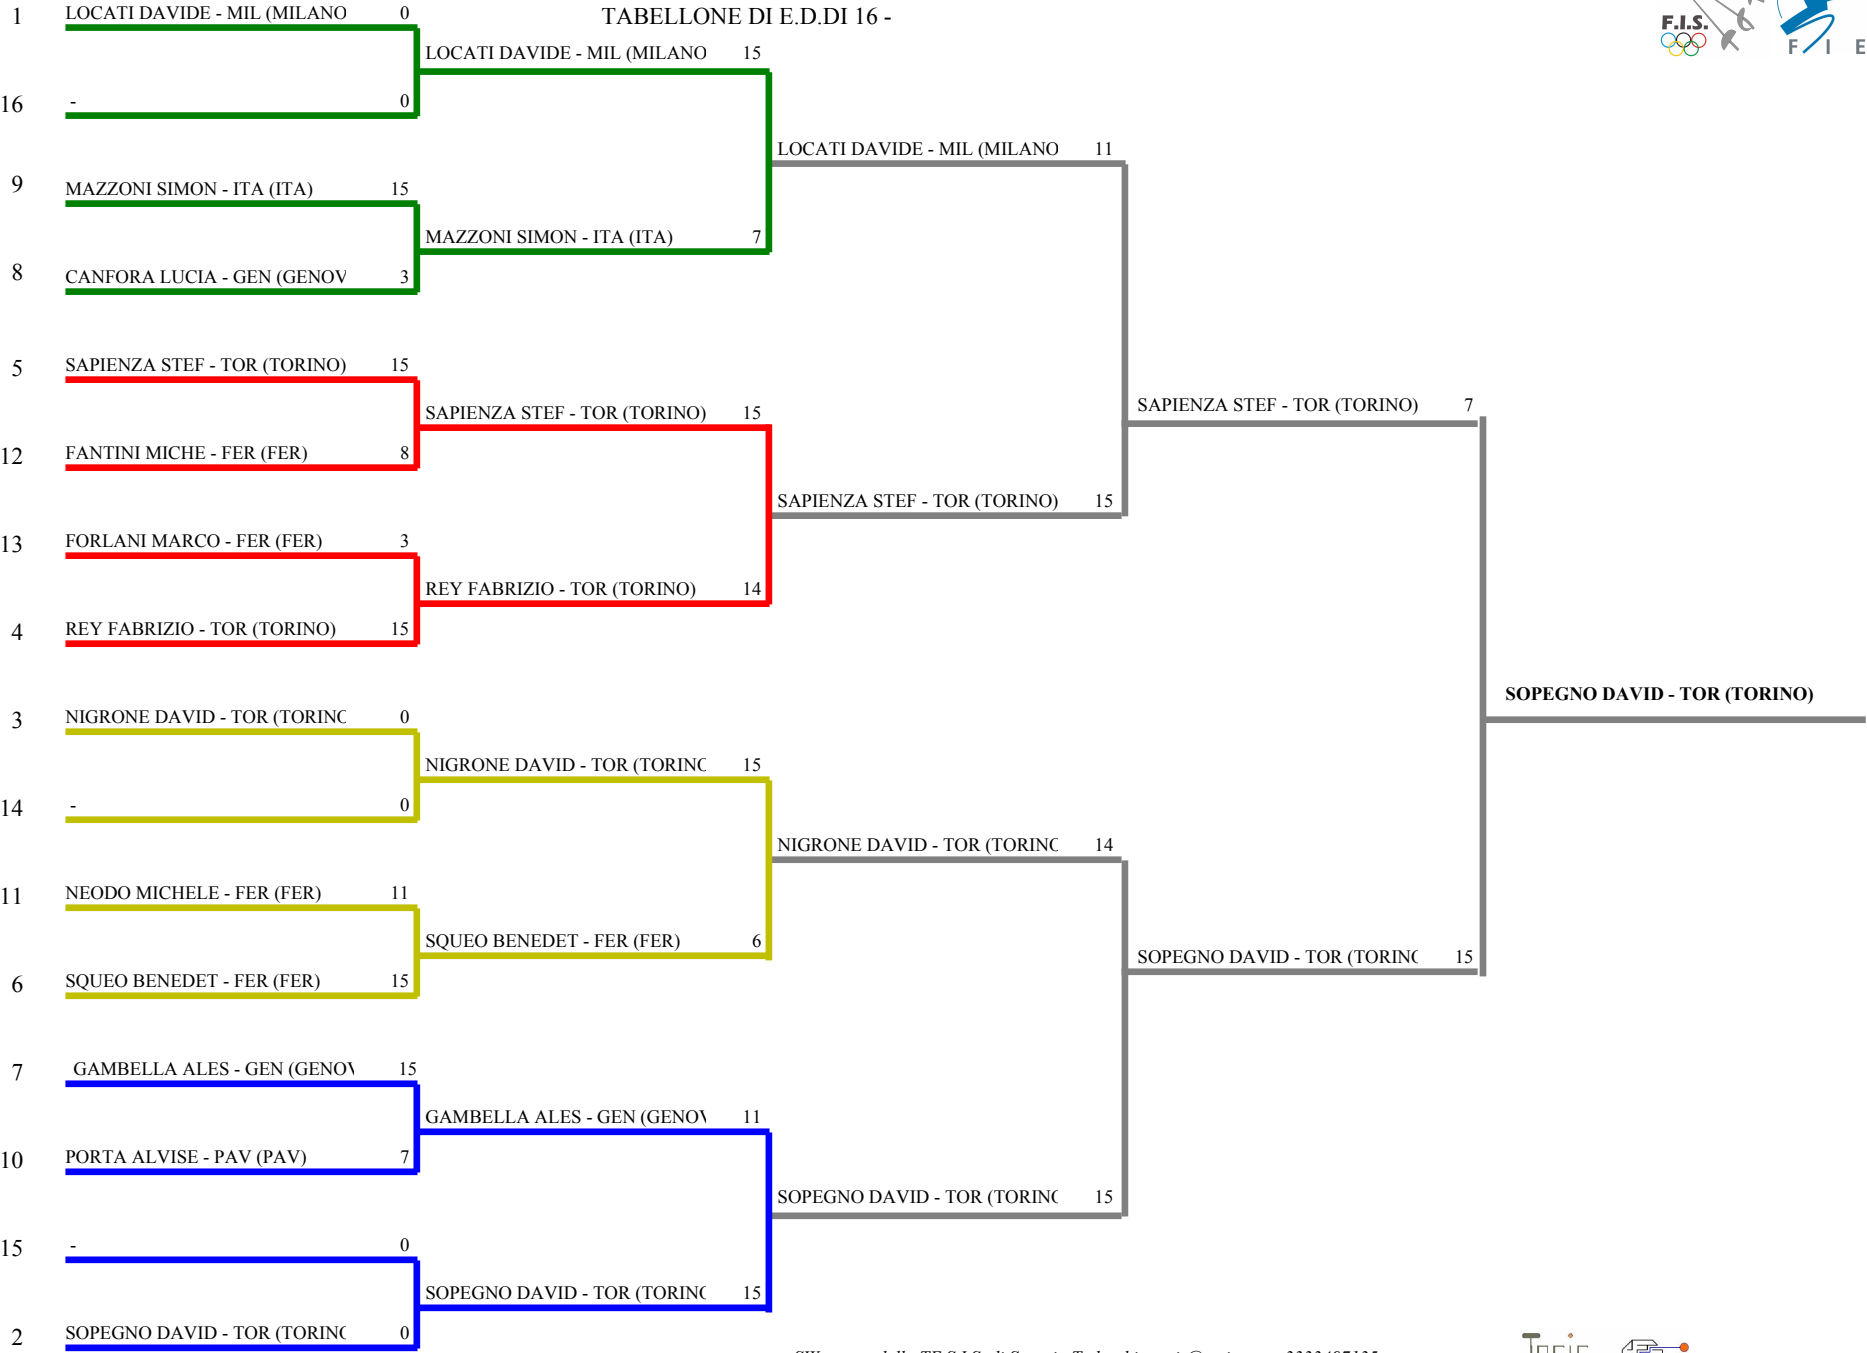 TABELLONE DI E.D.DI 16 -
F.I.S.
F I E
1 LOCATI DAVIDE - MIL (MILANO 0
LOCATI DAVIDE - MIL (MILANO 15
16 - 0
LOCATI DAVIDE - MIL (MILANO 11
9 MAZZONI SIMON - ITA (ITA) 15
MAZZONI SIMON - ITA (ITA) 7
8 CANFORA LUCIA - GEN (GENOV 3
5 SAPIENZA STEF - TOR (TORINO) 15
SAPIENZA STEF - TOR (TORINO) 7
SAPIENZA STEF - TOR (TORINO) 15
12 FANTINI MICHE - FER (FER) 8
SAPIENZA STEF - TOR (TORINO) 15
13 FORLANI MARCO - FER (FER) 3
REY FABRIZIO - TOR (TORINO) 14
4 REY FABRIZIO - TOR (TORINO) 15
SOPEGNO DAVID - TOR (TORINO)
3 NIGRONE DAVID - TOR (TORINO 0
NIGRONE DAVID - TOR (TORINO 15
14 - 0
NIGRONE DAVID - TOR (TORINO 14
11 NEODO MICHELE - FER (FER) 11
SQUEO BENEDET - FER (FER) 6
SOPEGNO DAVID - TOR (TORINO 15
6 SQUEO BENEDET - FER (FER) 15
7 GAMBELLA ALES - GEN (GENOV 15
GAMBELLA ALES - GEN (GENOV 11
10 PORTA ALVISE - PAV (PAV) 7
SOPEGNO DAVID - TOR (TORINO 15
15 - 0
SOPEGNO DAVID - TOR (TORINO 15
2 SOPEGNO DAVID - TOR (TORINO 0